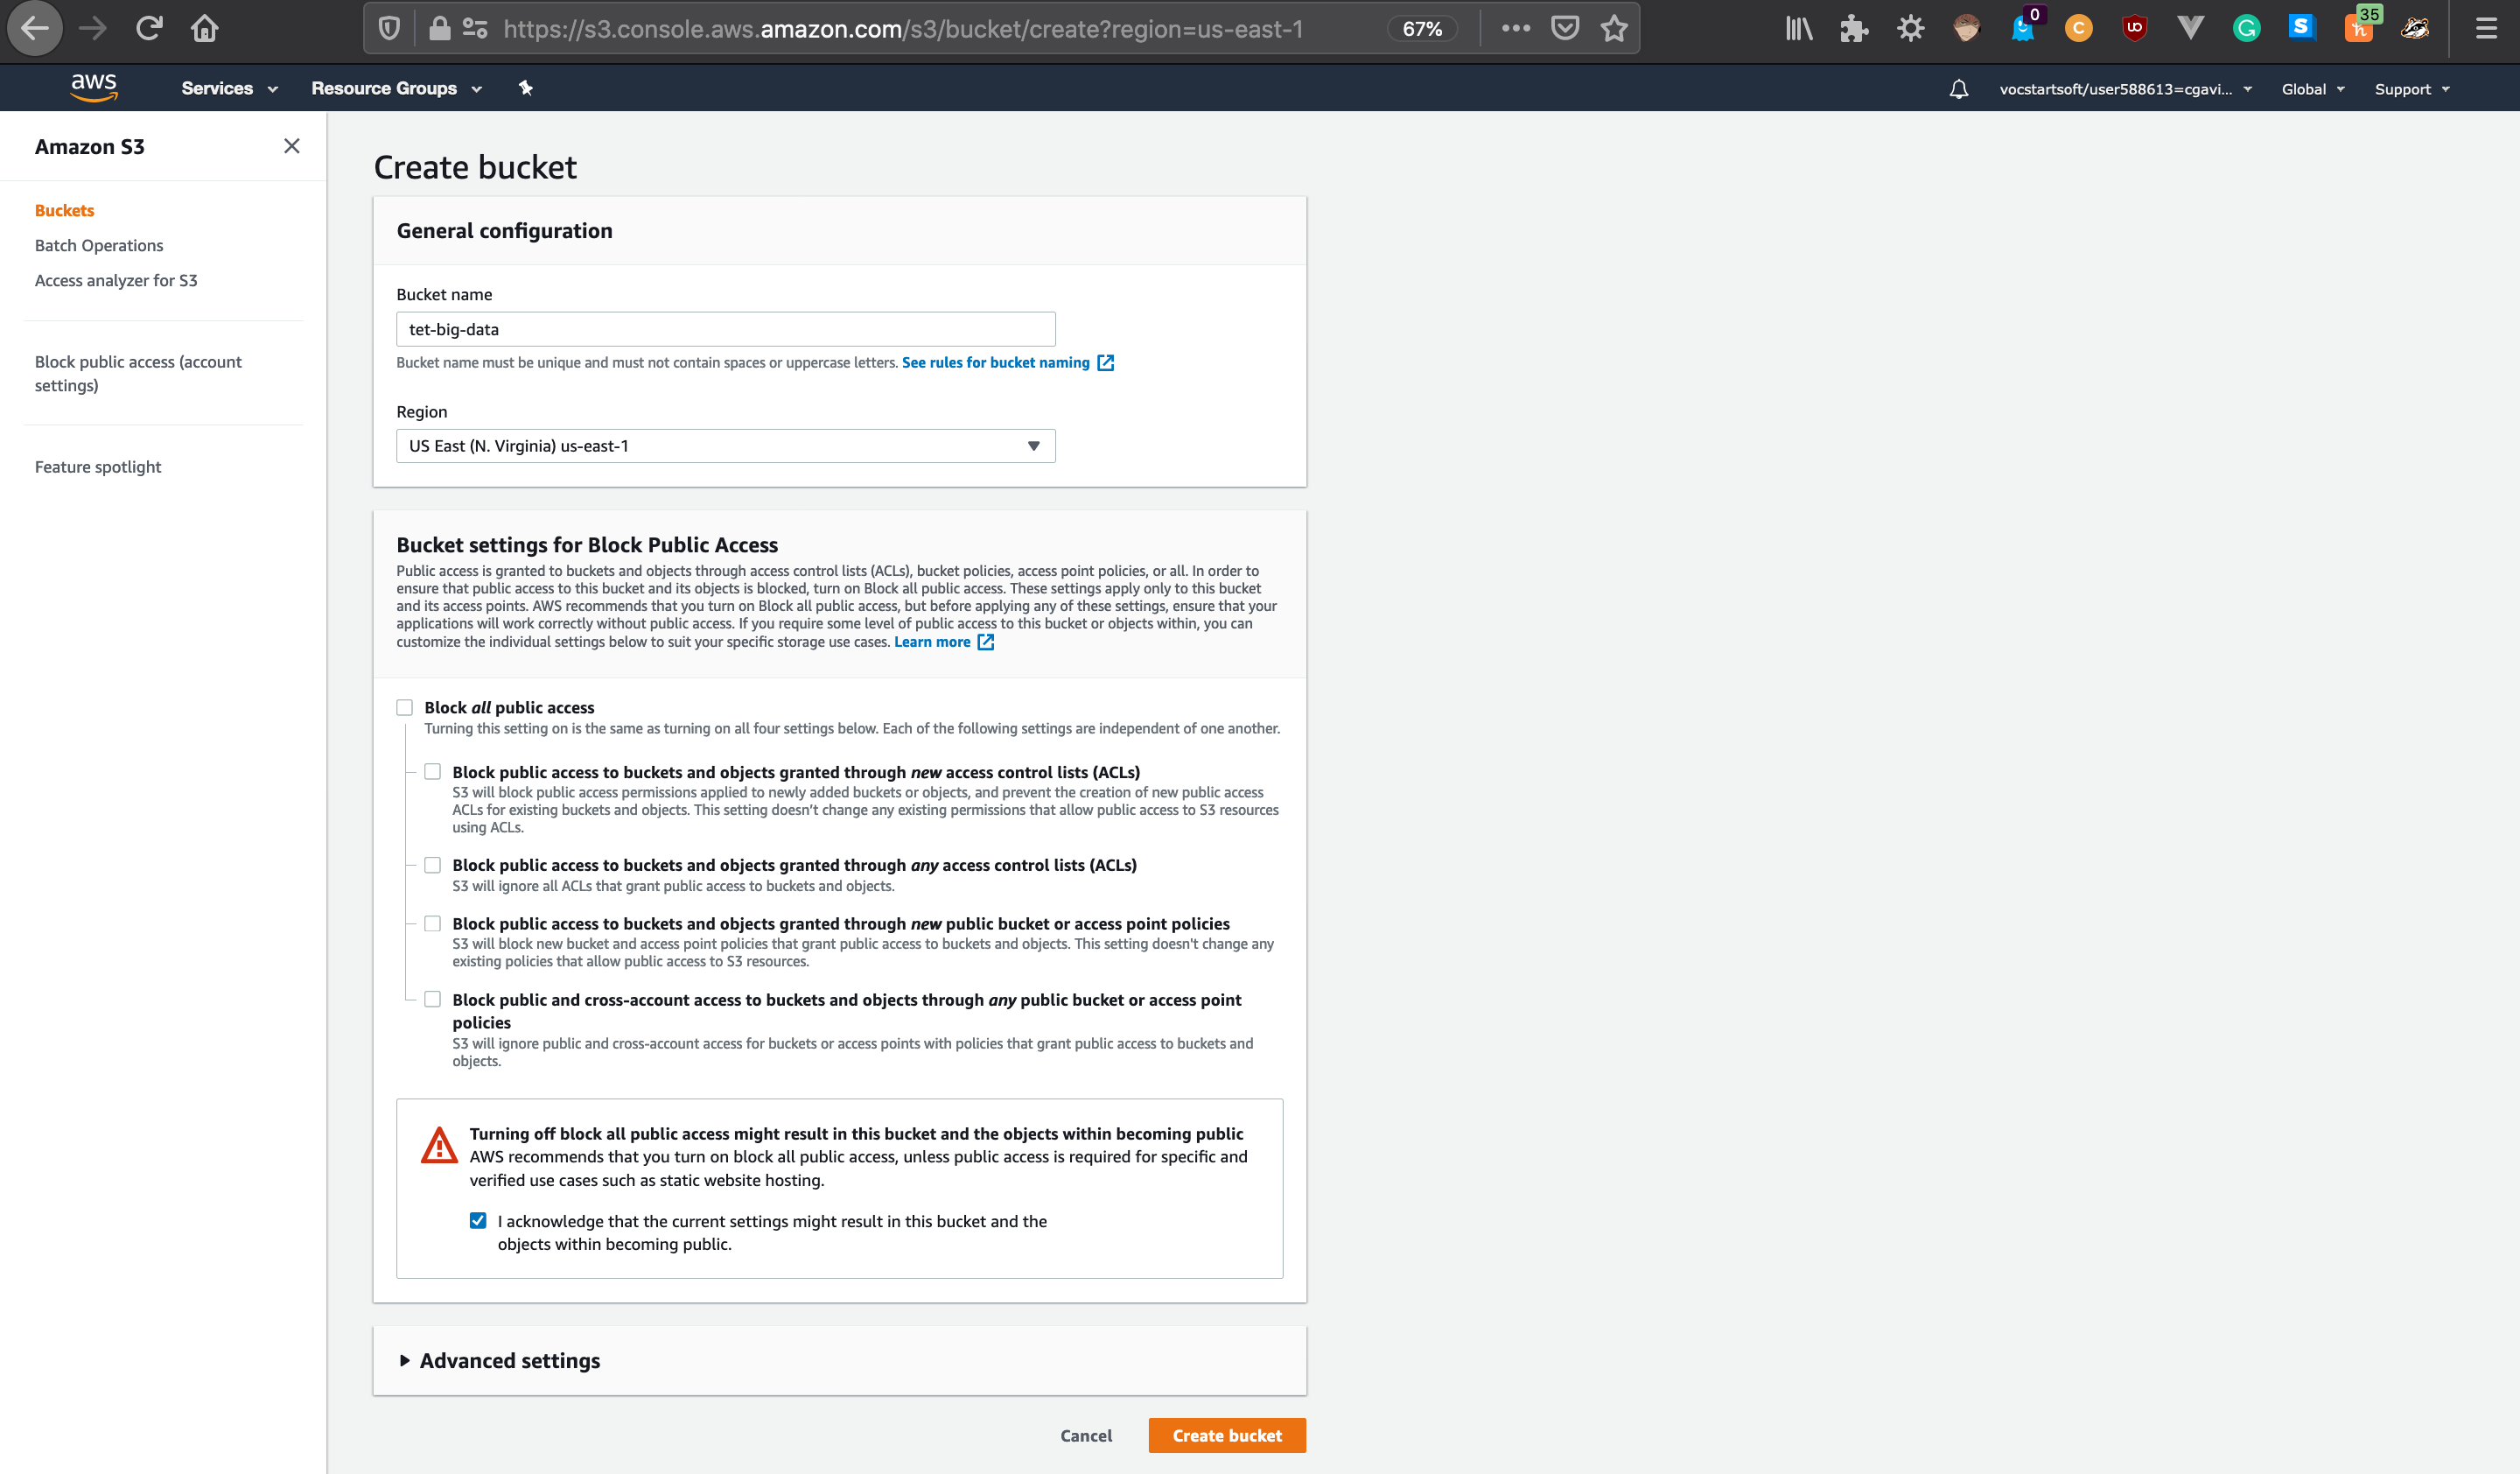 https://s3.console.aws.amazon.com/s3/bucket/create?region=us-east-1
67%
0
C
UO
G
S
35
h
aws
Services
Resource Groups
vocstartsoft/user588613=cgavi...
Global
Support
Amazon S3
Buckets
Batch Operations
Access analyzer for S3
Block public access (account
settings)
Feature spotlight
Create bucket
General configuration
Bucket name
tet-big-data
Bucket name must be unique and must not contain spaces or uppercase letters. See rules for bucket naming
Region
US East (N. Virginia) us-east-1
Bucket settings for Block Public Access
Public access is granted to buckets and objects through access control lists (ACLs), bucket policies, access point policies, or all. In order to
ensure that public access to this bucket and its objects is blocked, turn on Block all public access. These settings apply only to this bucket
and its access points. AWS recommends that you turn on Block all public access, but before applying any of these settings, ensure that your
applications will work correctly without public access. If you require some level of public access to this bucket or objects within, you can
customize the individual settings below to suit your specific storage use cases. Learn more
Block all public access
Turning this setting on is the same as turning on all four settings below. Each of the following settings are independent of one another.
Block public access to buckets and objects granted through new access control lists (ACLs)
S3 will block public access permissions applied to newly added buckets or objects, and prevent the creation of new public access
ACLs for existing buckets and objects. This setting doesn't change any existing permissions that allow public access to S3 resources
using ACLs.
Block public access to buckets and objects granted through any access control lists (ACLs)
S3 will ignore all ACLs that grant public access to buckets and objects.
Block public access to buckets and objects granted through new public bucket or access point policies
S3 will block new bucket and access point policies that grant public access to buckets and objects. This setting doesn't change any
existing policies that allow public access to S3 resources.
Block public and cross-account access to buckets and objects through any public bucket or access point
policies
S3 will ignore public and cross-account access for buckets or access points with policies that grant public access to buckets and
objects.
Turning off block all public access might result in this bucket and the objects within becoming public
AWS recommends that you turn on block all public access, unless public access is required for specific and
verified use cases such as static website hosting.
I acknowledge that the current settings might result in this bucket and the
objects within becoming public.
Advanced settings
Cancel
Create bucket